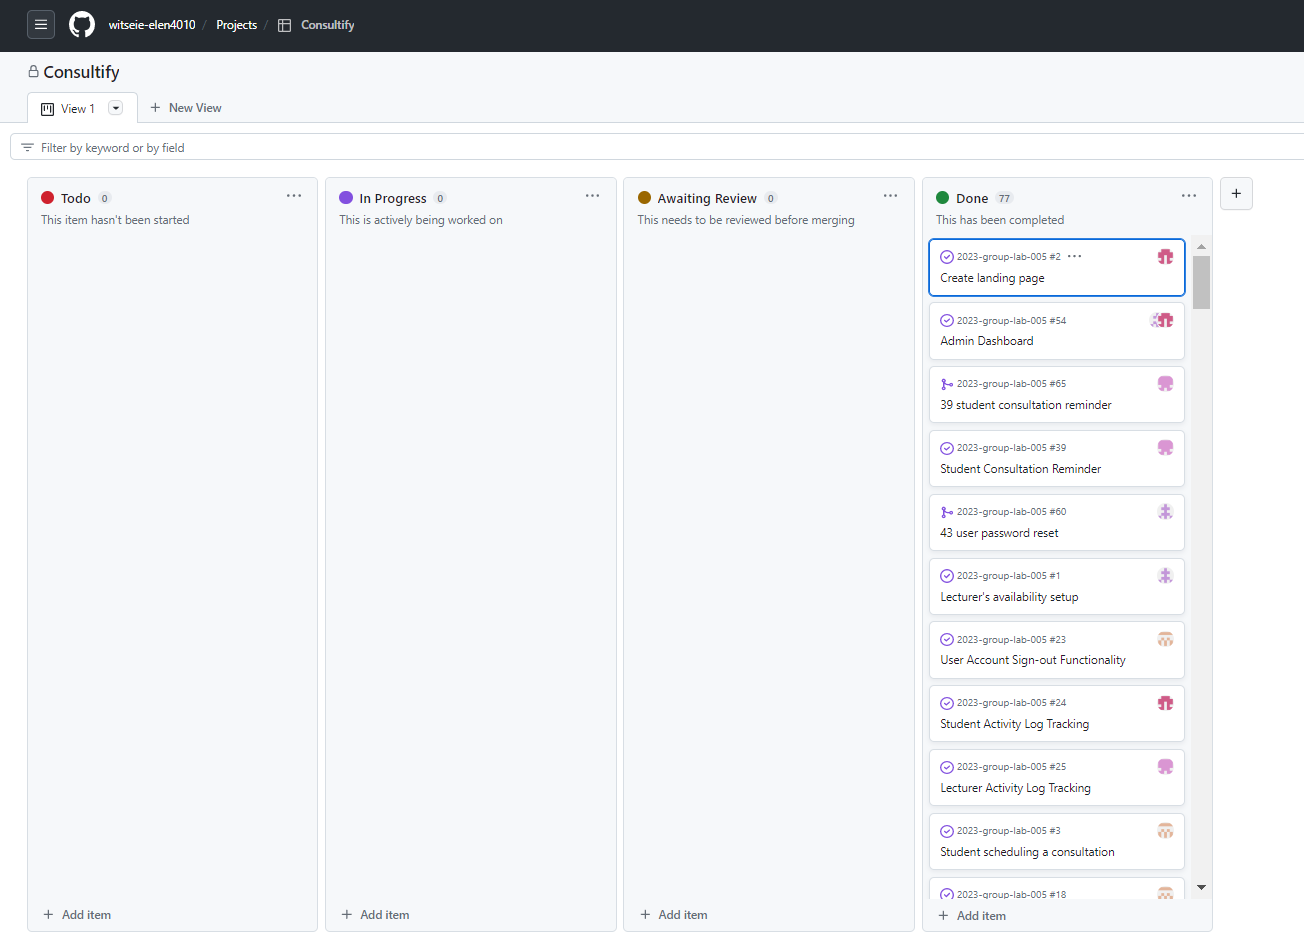 witseie-elen4010 / Projects / Consultify
Consultify
View 1
New View
Filter by keyword or by field
Todo 0
This item hasn't been started
Add item
In Progress 0
This is actively being worked on
Add item
Awaiting Review 0
This needs to be reviewed before merging
Add item
Done 77
This has been completed
2023-group-lab-005 #2
Create landing page
2023-group-lab-005 #54
Admin Dashboard
2023-group-lab-005 #65
39 student consultation reminder
2023-group-lab-005 #39
Student Consultation Reminder
2023-group-lab-005 #60
43 user password reset
2023-group-lab-005 #1
Lecturer's availability setup
2023-group-lab-005 #23
User Account Sign-out Functionality
2023-group-lab-005 #24
Student Activity Log Tracking
2023-group-lab-005 #25
Lecturer Activity Log Tracking
2023-group-lab-005 #3
Student scheduling a consultation
2023-group-lab-005 #18
Add item